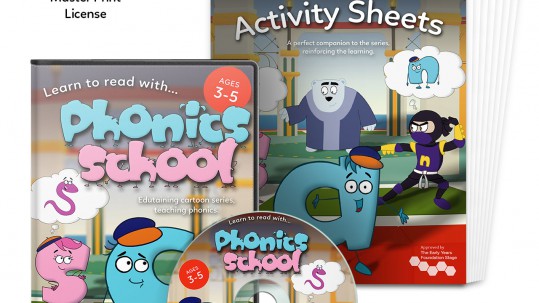 Master Print
License
Activity Sheets
A perfect companion to the series,
reinforcing the learning.
Learn to read with...
AGES
3-5
Phonics
School
Edutaining cartoon series,
teaching phonics.
Learn to read with...
Phonics
School
AGES
3-5
Approved by
The Early Years
Foundation Stage